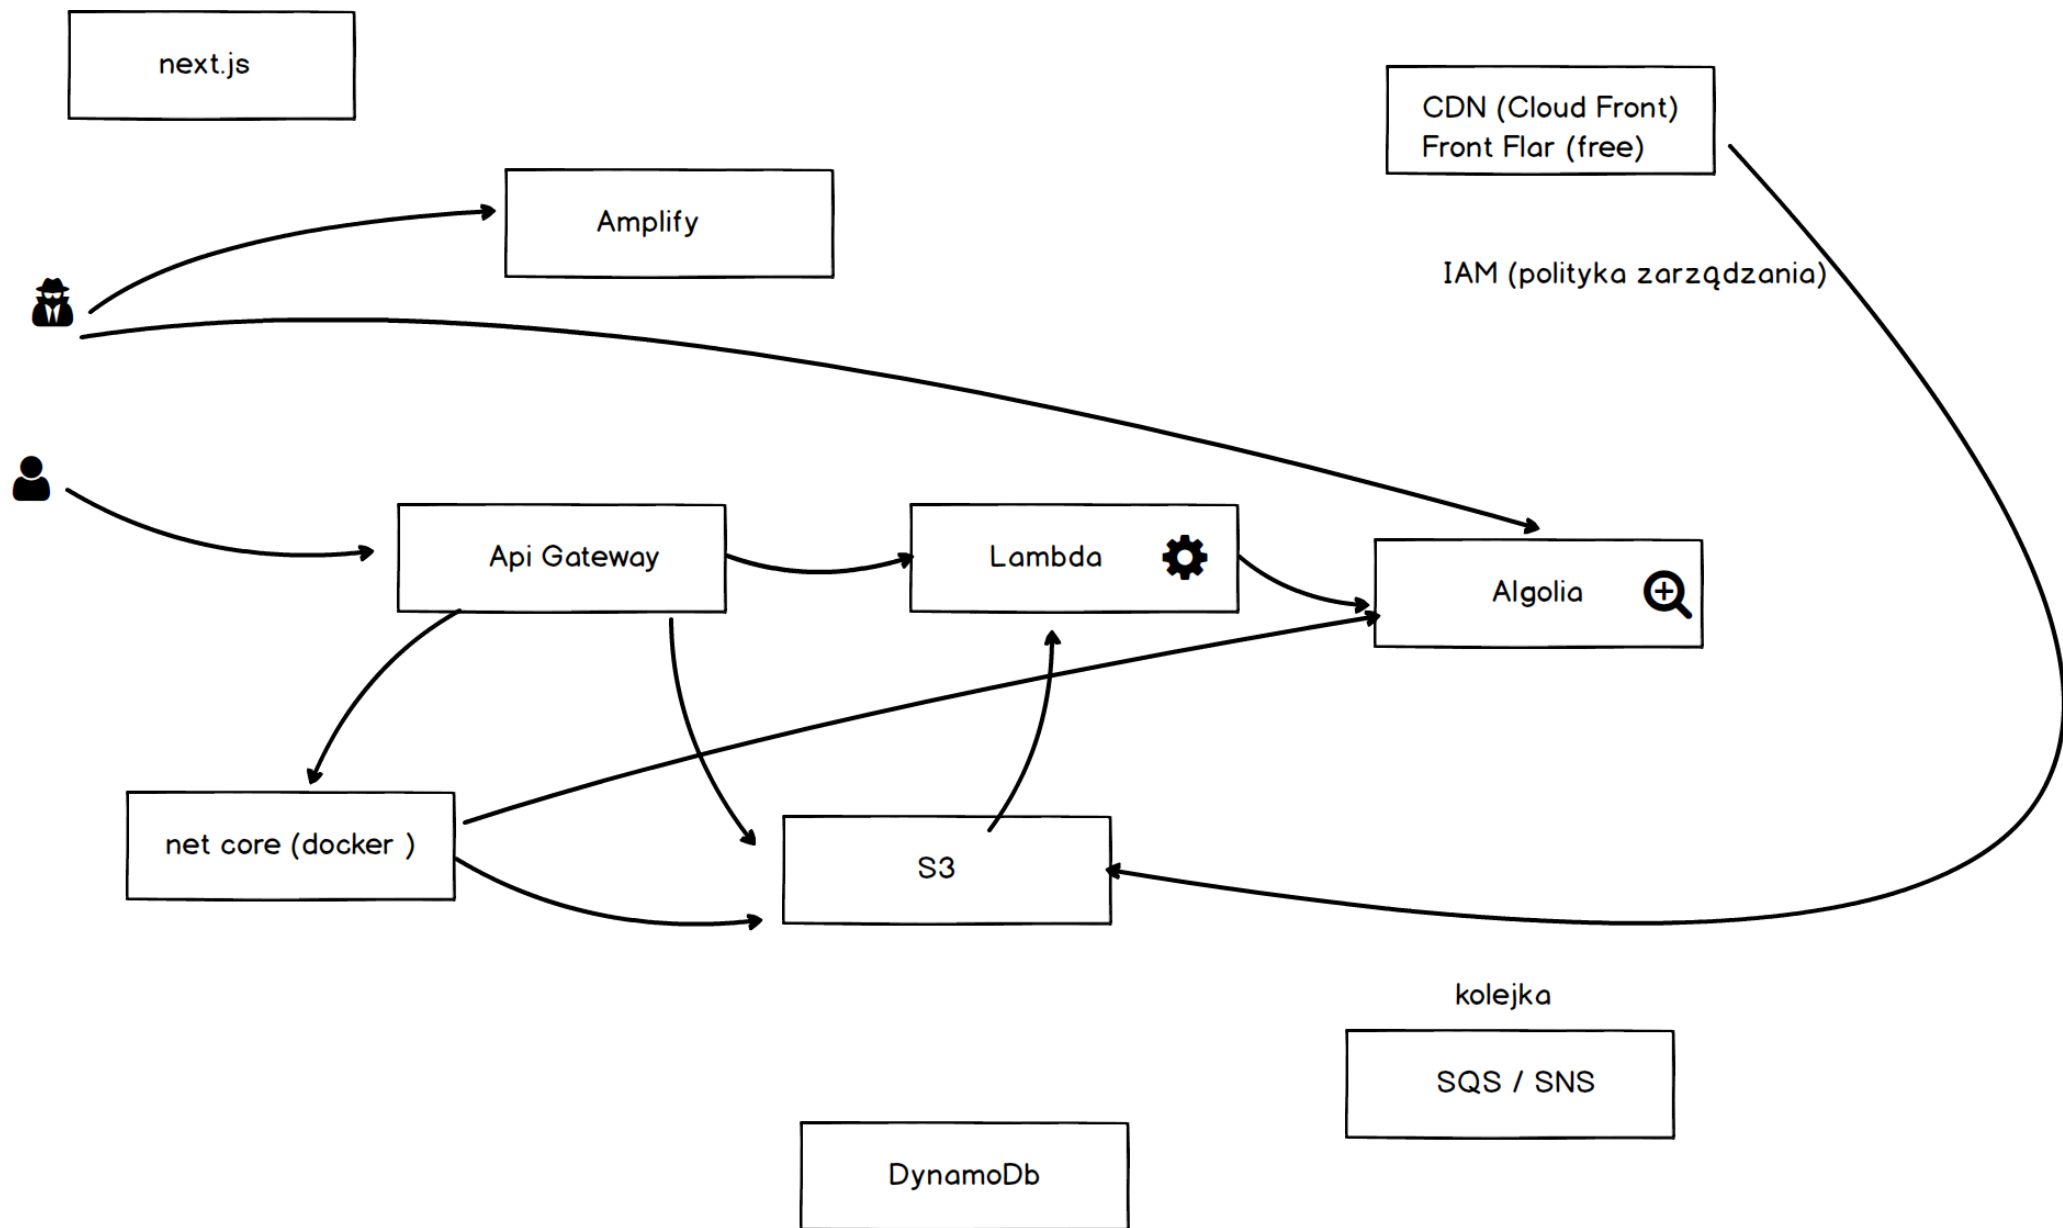 next.js
CDN (Cloud Front)
Front Flar (free)
Amplify
IAM (polityka zarządzania)
Api Gateway
Lambda
Algolia
net core (docker )
S3
kolejka
SQS / SNS
DynamoDb